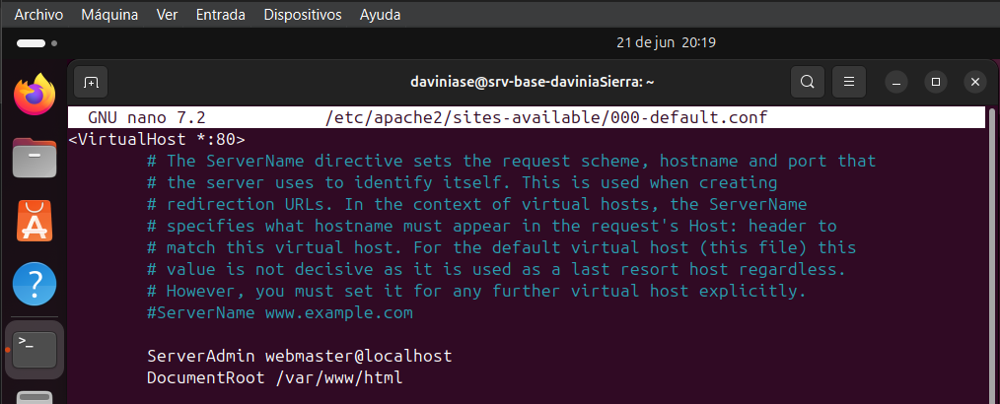 Archivo Máquina Ver Entrada Dispositivos Ayuda
21 de jun 20:19
daviniase@srv-base-daviniaSierra: ~
GNU nano 7.2 /etc/apache2/sites-available/000-default.conf
<VirtualHost *:80>
# The ServerName directive sets the request scheme, hostname and port that
# the server uses to identify itself. This is used when creating
# redirection URLs. In the context of virtual hosts, the ServerName
# specifies what hostname must appear in the request's Host: header to
# match this virtual host. For the default virtual host (this file) this
# value is not decisive as it is used as a last resort host regardless.
# However, you must set it for any further virtual host explicitly.
#ServerName www.example.com
ServerAdmin webmaster@localhost
DocumentRoot /var/www/html